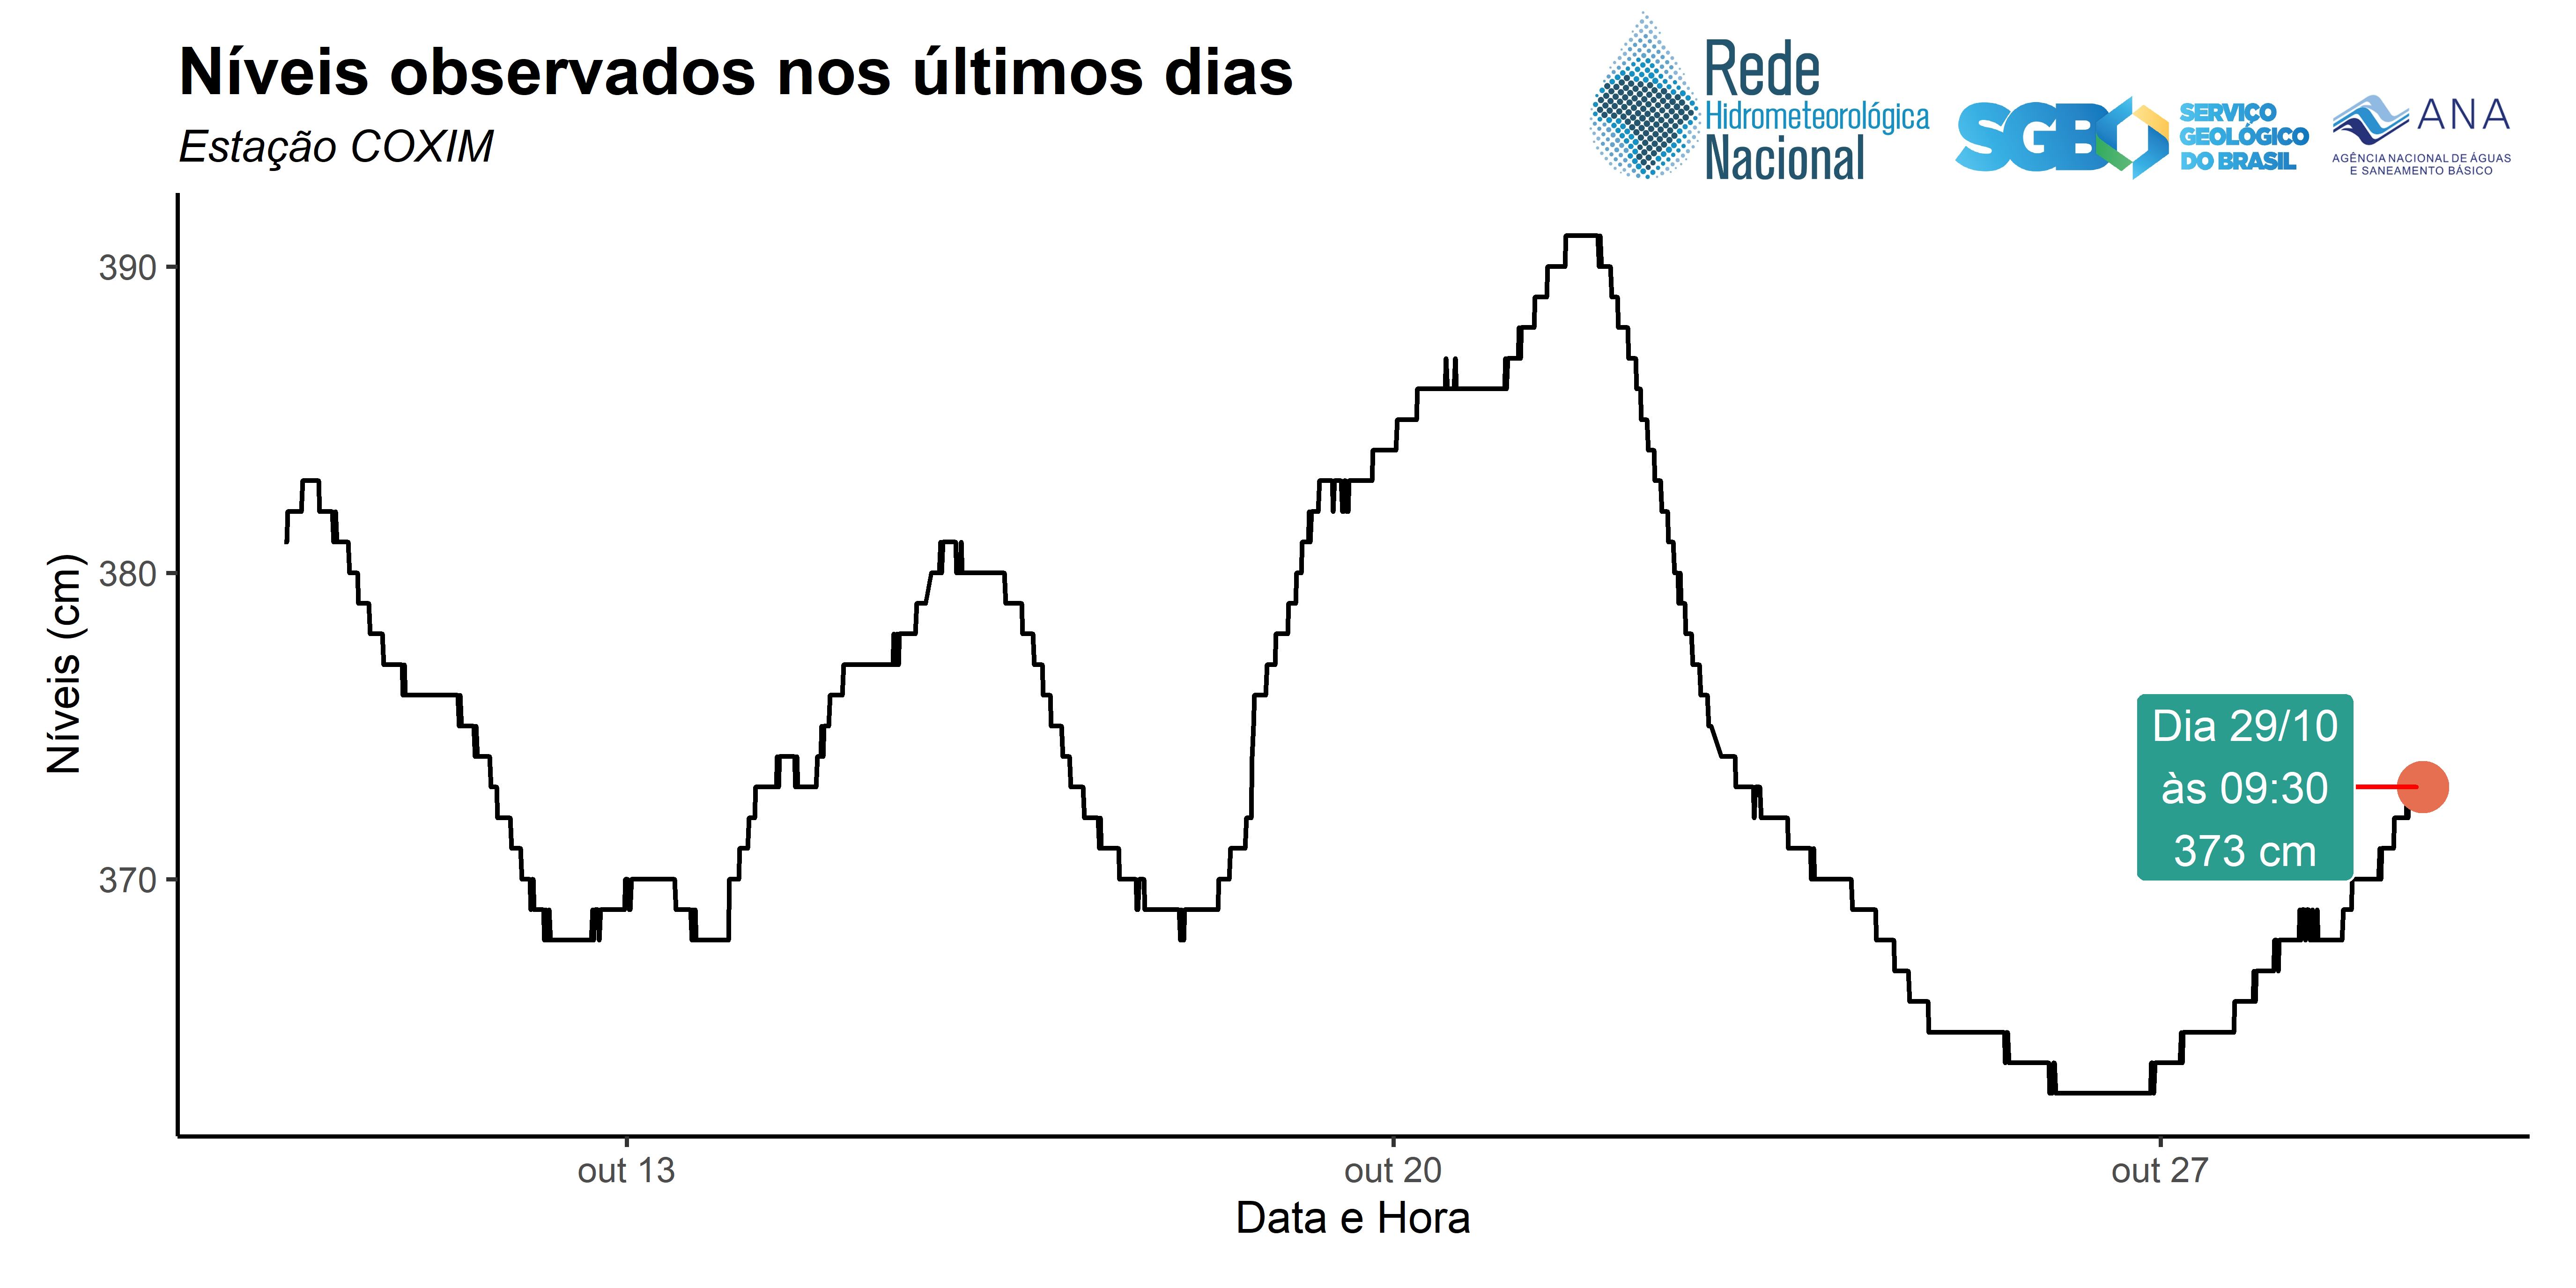 Níveis observados nos últimos dias
Estação COXIM
Rede
Hidrometeorológica
Nacional
SGB
SERVIÇO
GEOLÓGICO
DO BRASIL
ANA
AGÊNCIA NACIONAL DE ÁGUAS
E SANEAMENTO BÁSICO
Níveis (cm)
390
380
370
Dia 29/10
às 09:30
373 cm
out 13
out 20
out 27
Data e Hora